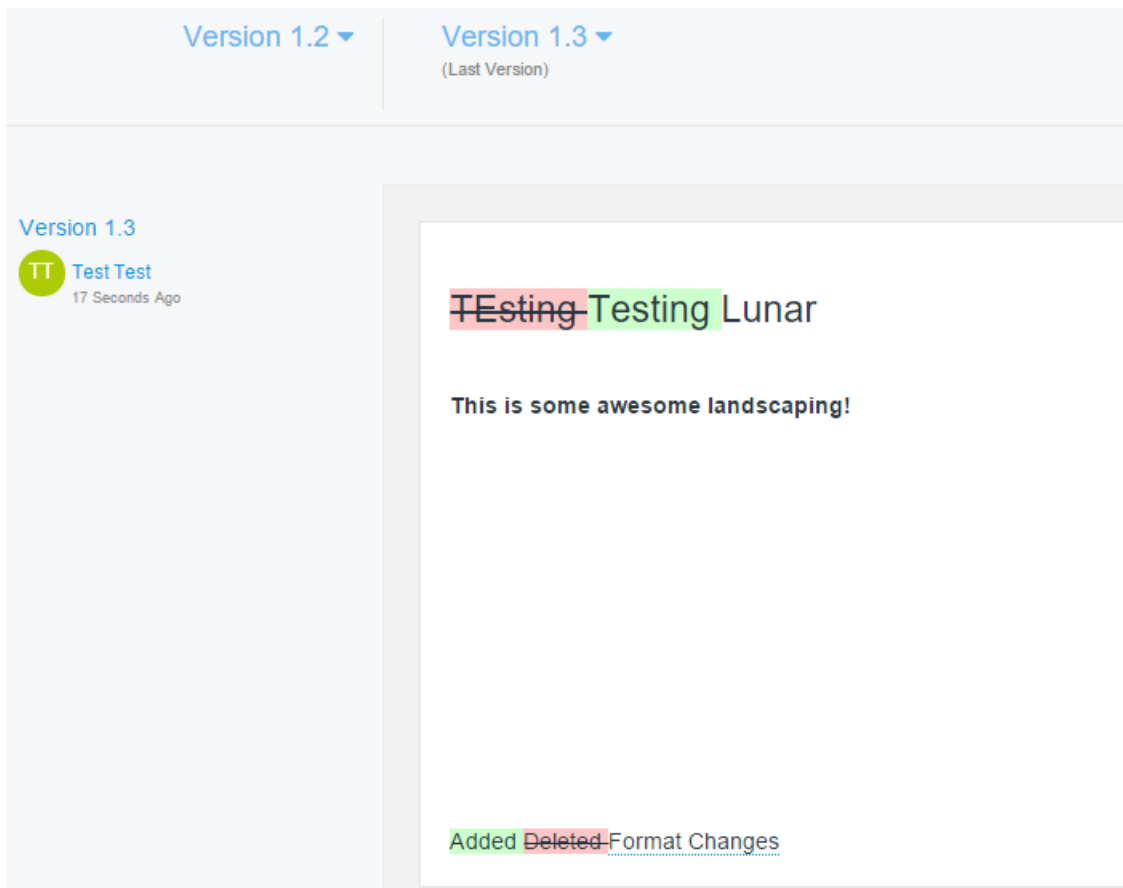 Version 1.2
Version 1.3
(Last Version)
Version 1.3
TT
Test Test
17 Seconds Ago
TEsting Testing Lunar
This is some awesome landscaping!
Added Deleted Format Changes